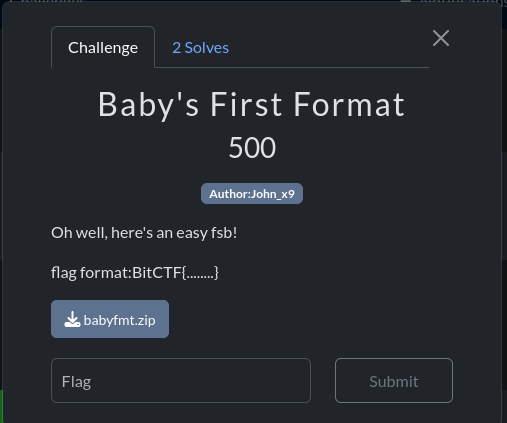 Challenge
2 Solves
Baby's First Format
500
Author:John_x9
Oh well, here's an easy fsb!
flag format:BitCTF{........}
babyfmt.zip
Flag
Submit